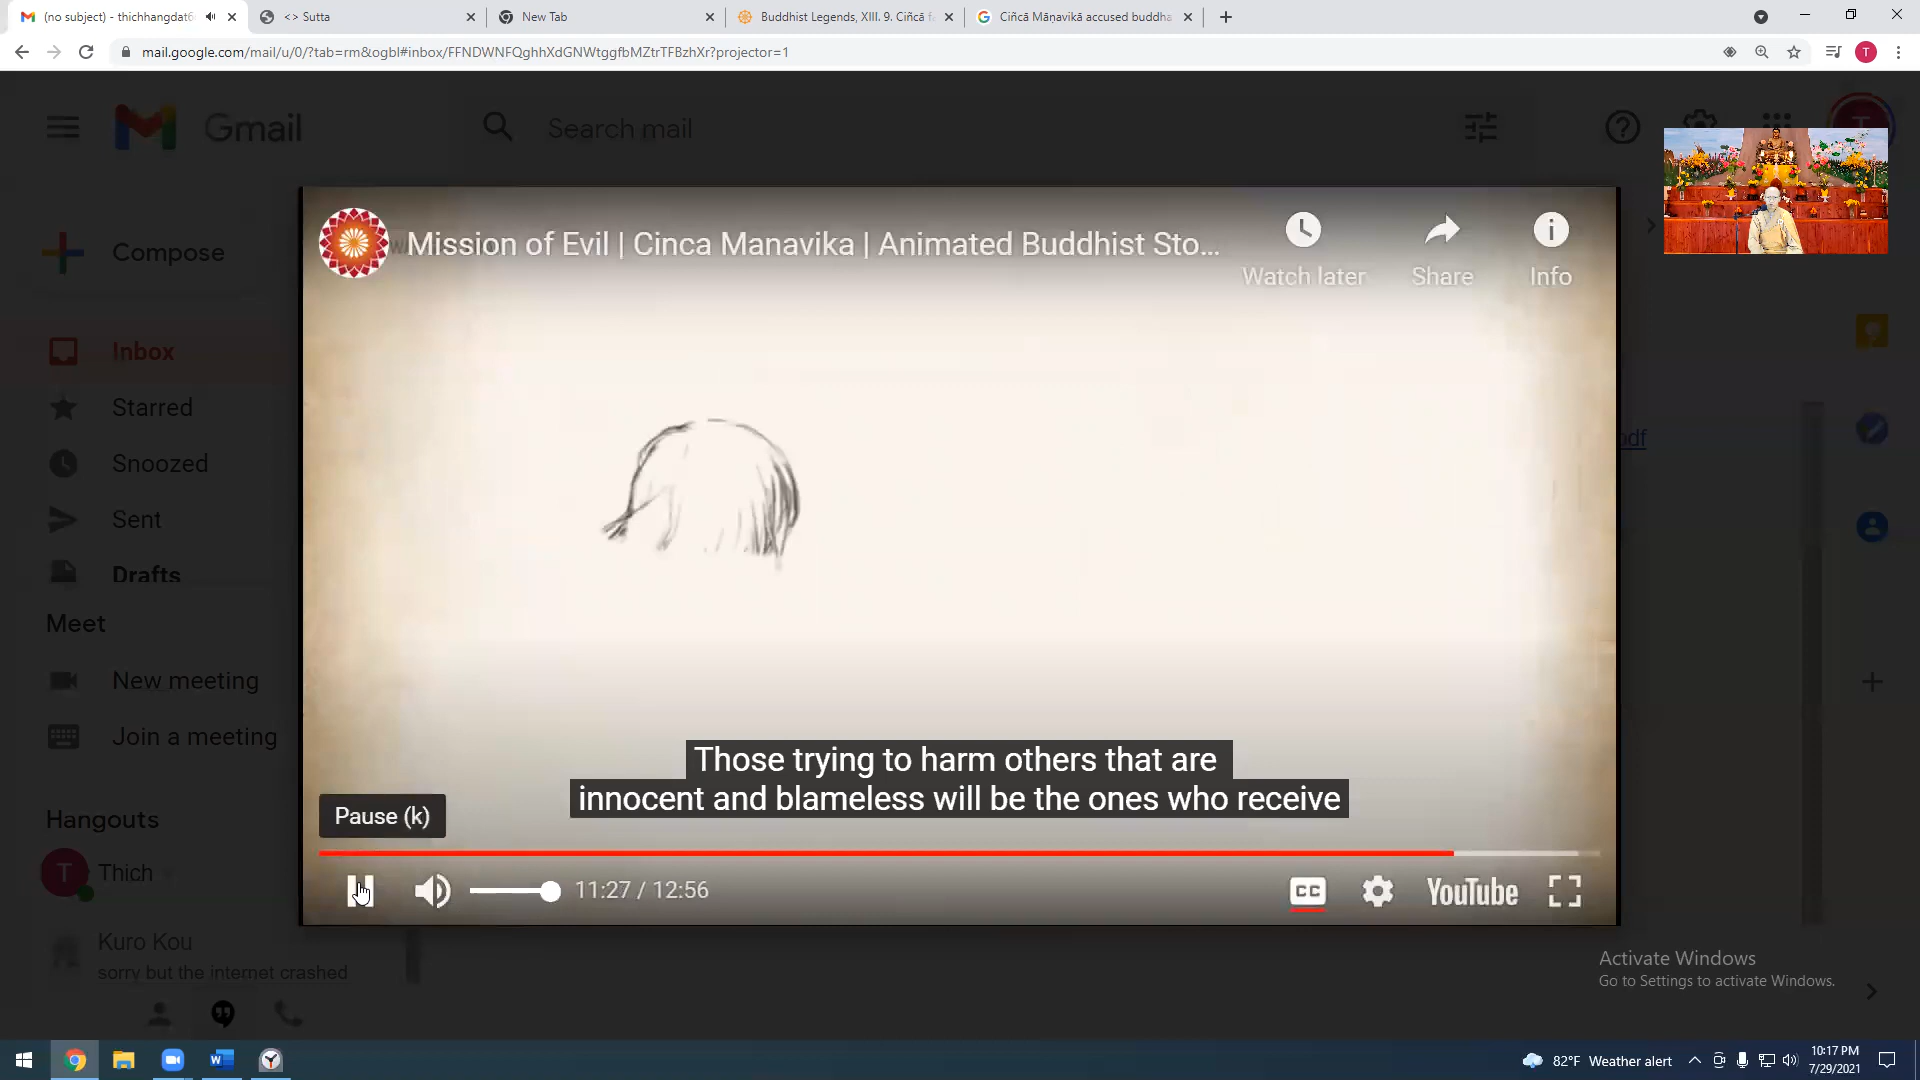 (no subject) - thichhangdat6
<> Sutta
New Tab
Buddhist Legends, XIII. 9. Ciñcā f
Ciñcā Māṇavikā accused buddha
mail.google.com/mail/u/0/?tab=rm&ogbl#inbox/FFNDWNFQghhXdGNWtggfbMZtrTFBzhXr?projector=1
T
Gmail
Search mail
Compose
Mission of Evil | Cinca Manavika | Animated Buddhist Sto...
Watch later
Share
Info
Inbox
Starred
Snoozed
Sent
Drafts
Meet
New meeting
Join a meeting
Hangouts
T
Thich
Kuro Kou
sorry but the internet crashed
Those trying to harm others that are
innocent and blameless will be the ones who receive
Pause (k)
11:27 / 12:56
CC
YouTube
Activate Windows
Go to Settings to activate Windows.
82°F Weather alert
10:17 PM
7/29/2021